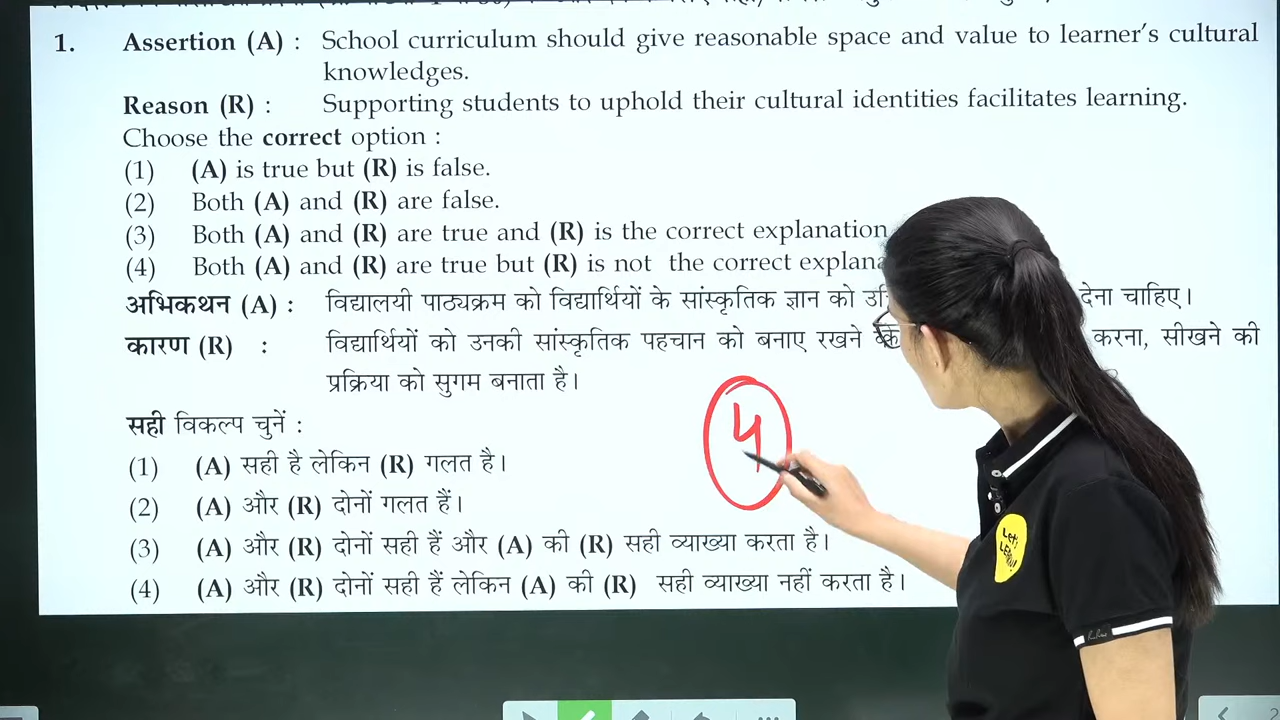 1. Assertion (A) : School curriculum should give reasonable space and value to learner's cultural
knowledges.
Reason (R) : Supporting students to uphold their cultural identities facilitates learning.
Choose the correct option :
(1) (A) is true but (R) is false.
(2) Both (A) and (R) are false.
(3) Both (A) and (R) are true and (R) is the correct explanation
(4) Both (A) and (R) are true but (R) is not the correct
अभिकथन (A) : विद्यालयी पाठ्यक्रम को विद्यार्थियों के सांस्कृतिक ज्ञान को देना चाहिए।
कारण (R) : विद्यार्थियों को उनकी सांस्कृतिक पहचान को बनाए रखने करना, सीखने की
प्रक्रिया को सुगम बनाता है।
सही विकल्प चुनें :
4
(1) (A) सही है लेकिन (R) गलत है।
(2) (A) और (R) दोनों गलत हैं।
(3) (A) और (R) दोनों सही हैं और (A) की (R) सही व्याख्या करता है।
(4) (A) और (R) दोनों सही हैं लेकिन (A) की (R) सही व्याख्या नहीं करता है।
Let's
LEARN!